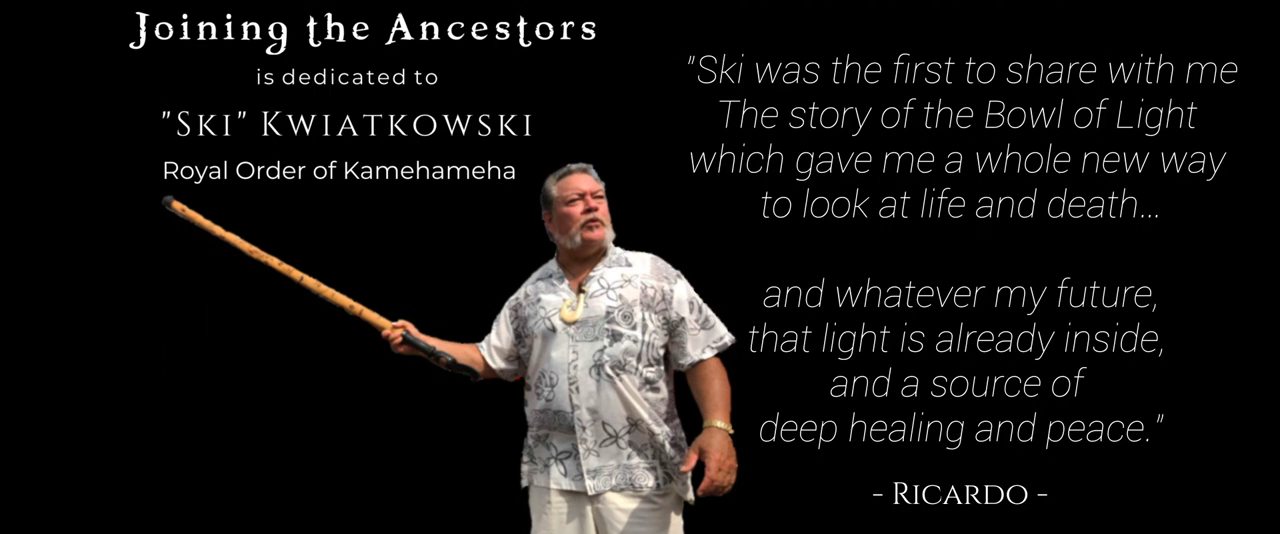 Joining the Ancestors
is dedicated to
"Ski" Kwiatkowski
Royal Order of Kamehameha
"Ski was the first to share with me
The story of the Bowl of Light
which gave me a whole new way
to look at life and death...
and whatever my future,
that light is already inside,
and a source of
deep healing and peace."
- Ricardo -